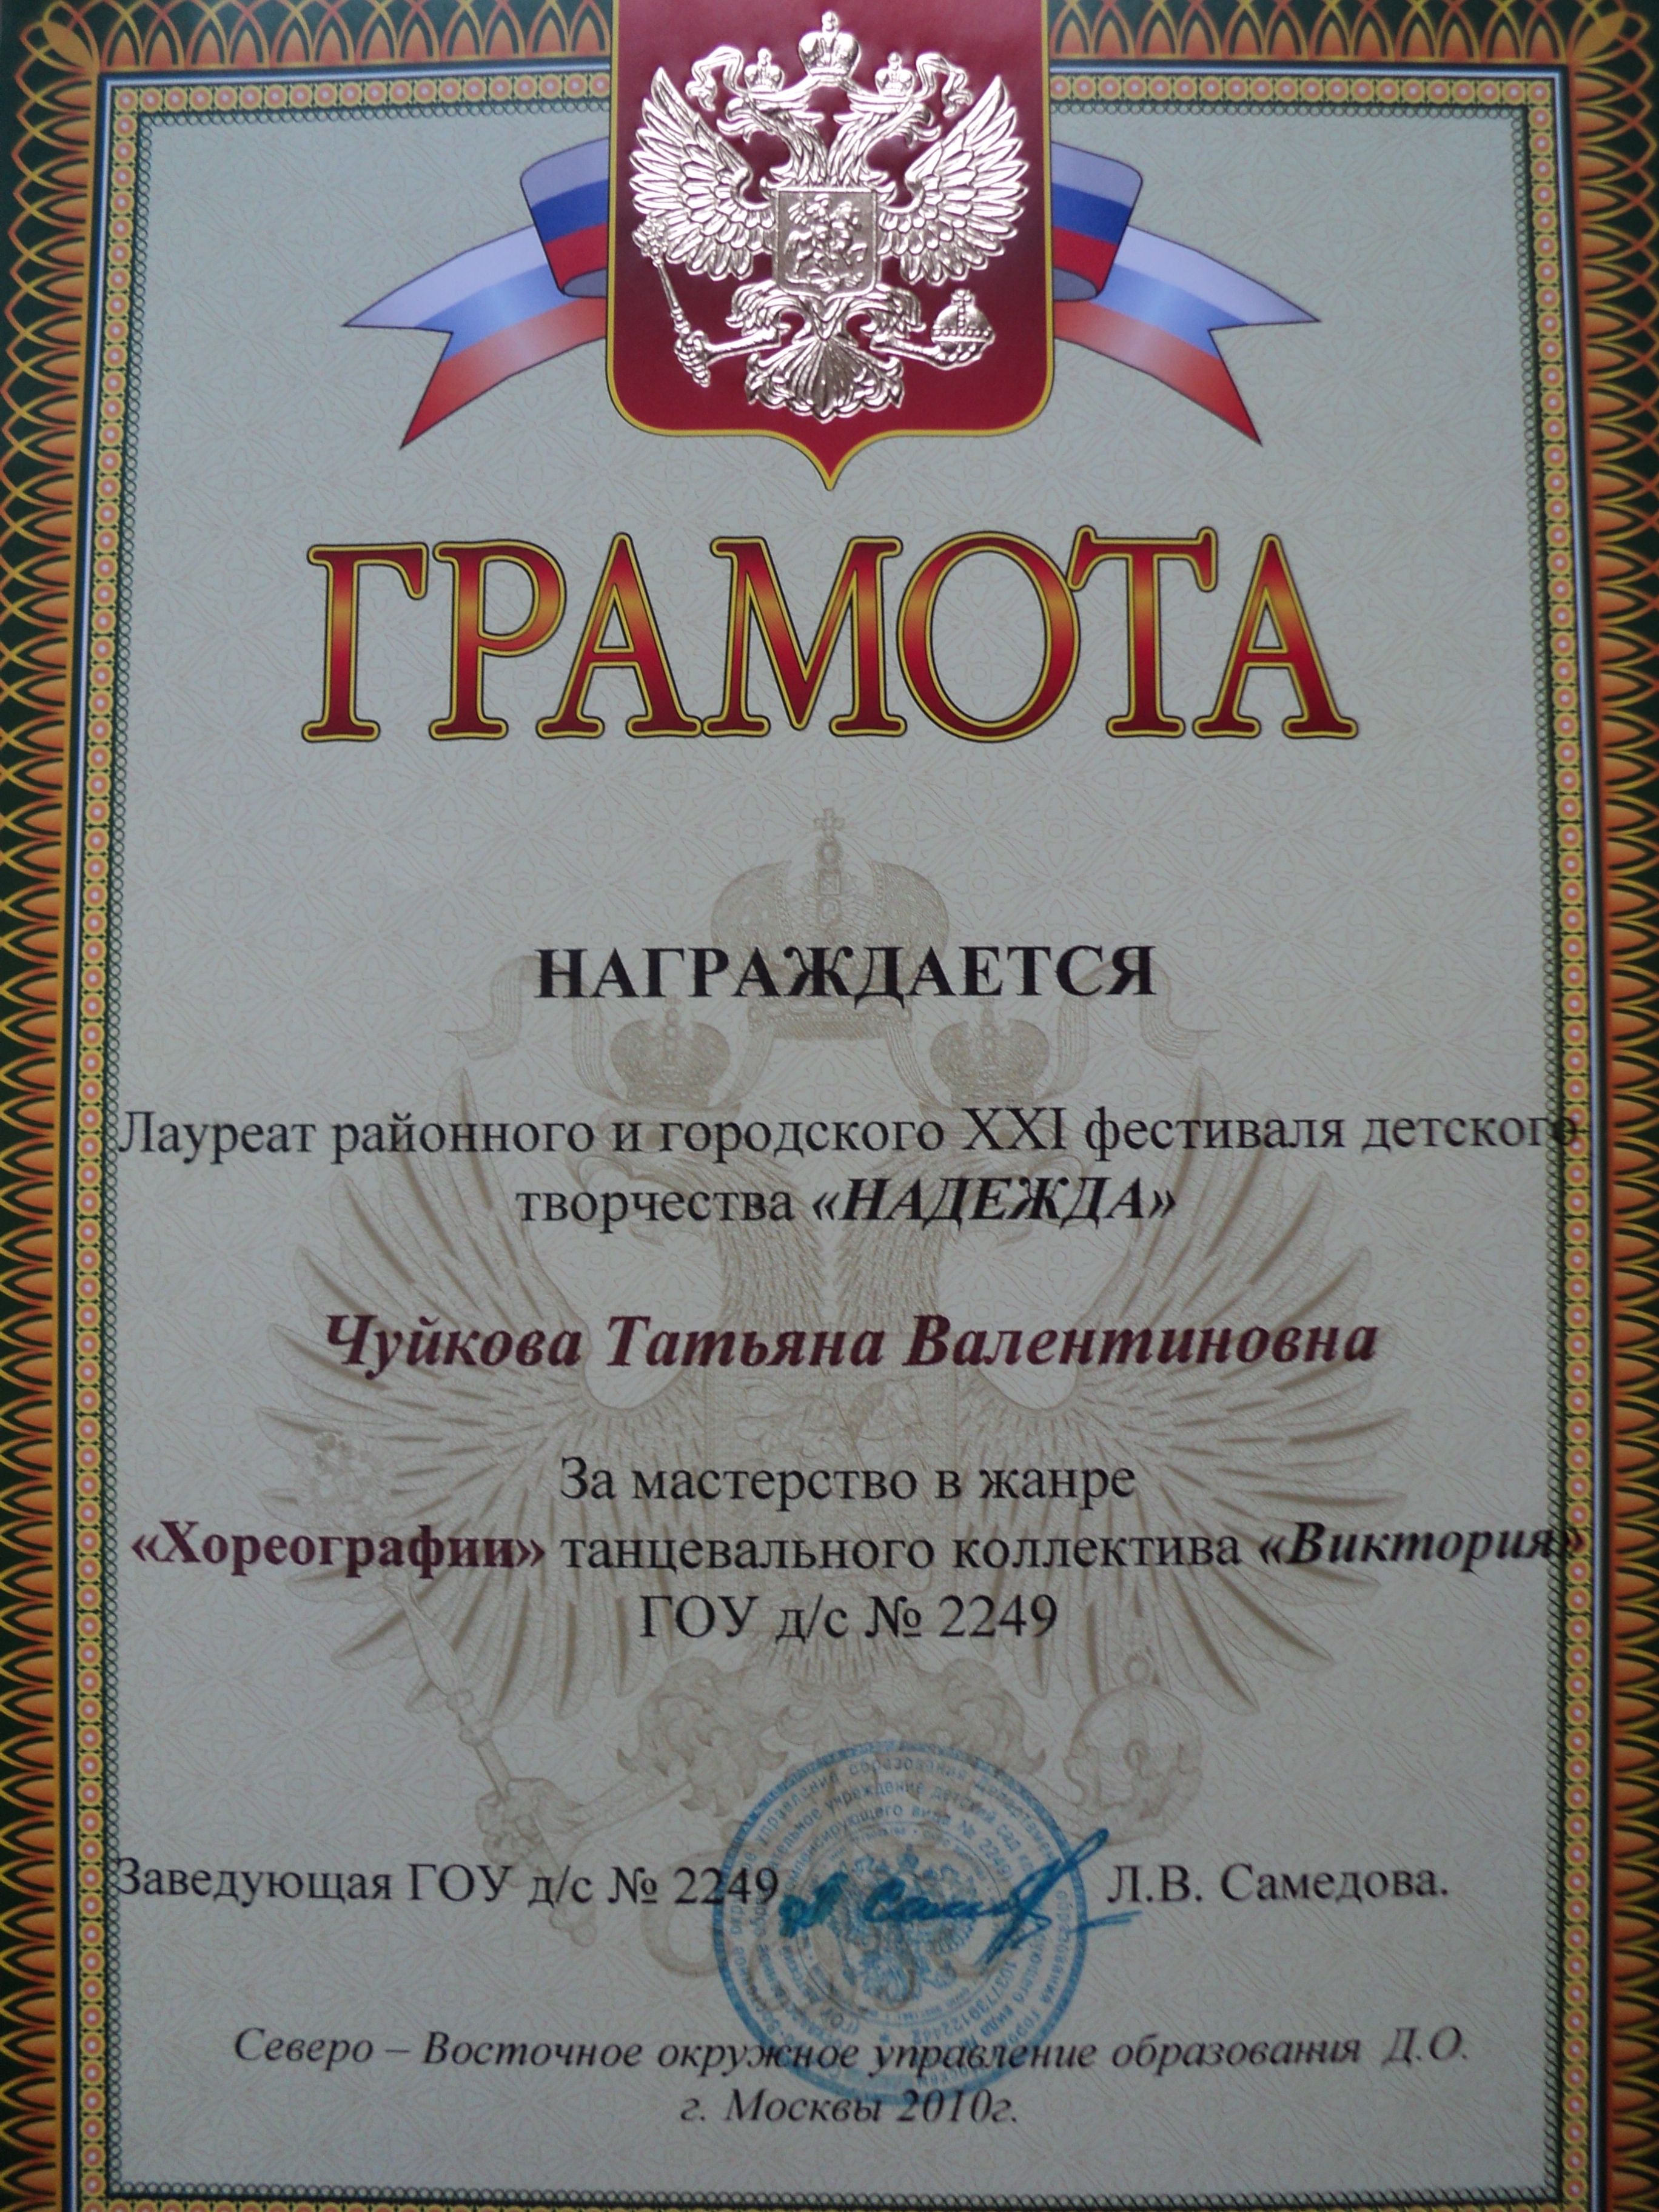 ГРАМОТА
НАГРАЖДАЕТСЯ
Лауреат районного и городского XXI фестиваля детского
творчества «НАДЕЖДА»
Чуйкова Татьяна Валентиновна
За мастерство в жанре
«Хореографии» танцевального коллектива «Виктория»
ГОУ д/с № 2249
Заведующая ГОУ д/с № 2249 Л.В. Самедова.
Северо – Восточное окружное управление образования Д.О.
г. Москвы 2010г.